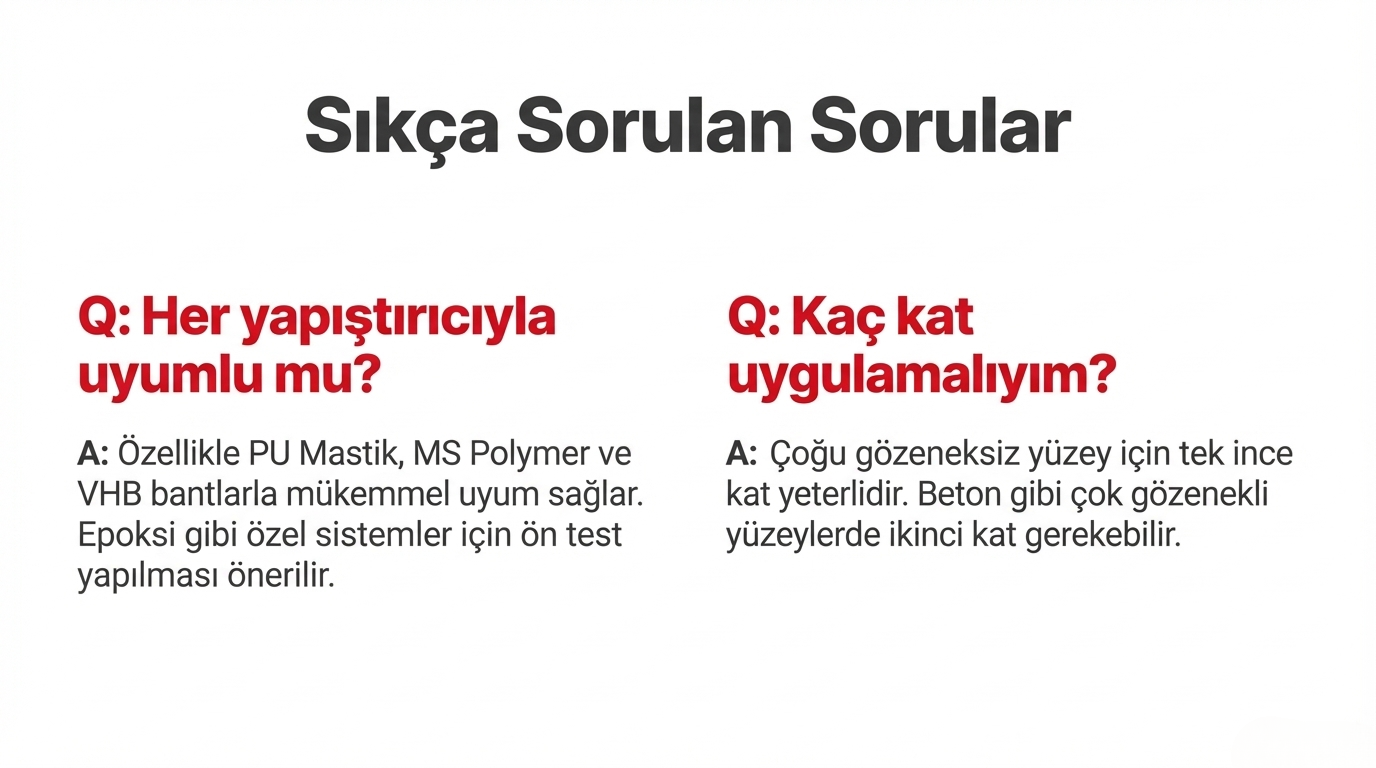 Sıkça Sorulan Sorular
Q: Her yapıştırıcıyla
uyumlu mu?
A: Özellikle PU Mastik, MS Polymer ve
VHB bantlarla mükemmel uyum sağlar.
Epoksi gibi özel sistemler için ön test
yapılması önerilir.
Q: Kaç kat
uygulamalıyım?
A: Çoğu gözeneksiz yüzey için tek ince
kat yeterlidir. Beton gibi çok gözenekli
yüzeylerde ikinci kat gerekebilir.